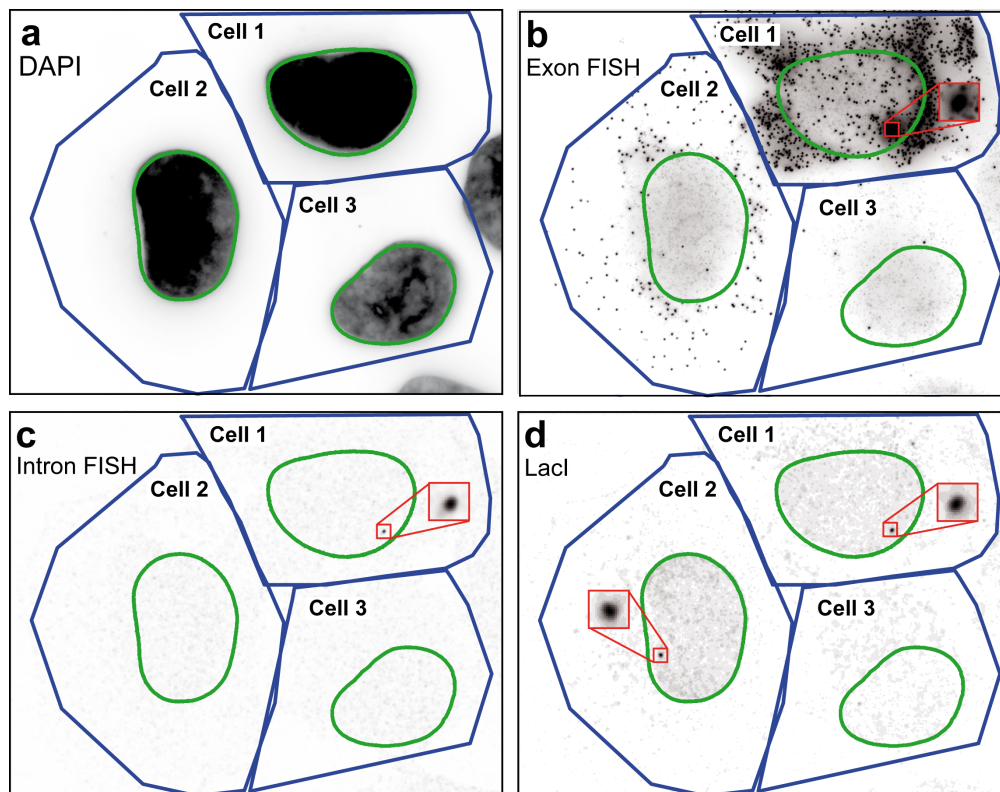 a
DAPI
Cell 1
Cell 2
Cell 3
b
Exon FISH
Cell 1
Cell 2
Cell 3
c
Intron FISH
Cell 1
Cell 2
Cell 3
d
LacI
Cell 1
Cell 2
Cell 3